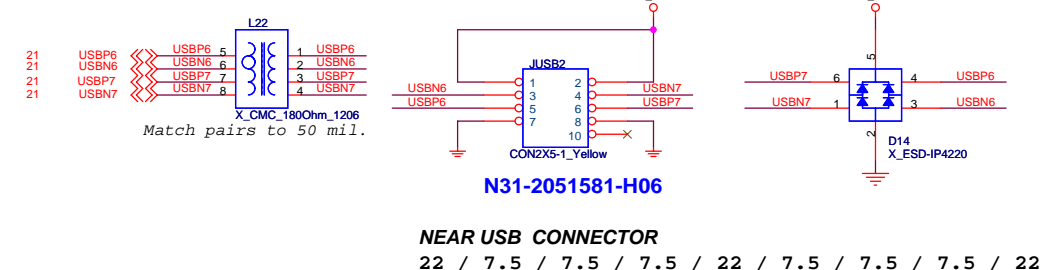 L22
21 USBP6 USBP6 5 1 USBP6
21 USBN6 USBN6 6 2 USBN6
21 USBP7 USBP7 7 3 USBP7
21 USBN7 USBN7 8 4 USBN7
X_CMC_180Ohm_1206
Match pairs to 50 mil.
JUSB2
1 2
USBN6 3 4 USBN7
USBP6 5 6 USBP7
7 8
10
CON2X5-1_Yellow
N31-2051581-H06
5
USBP7 6 4 USBP6
USBN7 1 3 USBN6
2
D14
X_ESD-IP4220
NEAR USB CONNECTOR
22 / 7.5 / 7.5 / 7.5 / 22 / 7.5 / 7.5 / 7.5 / 22